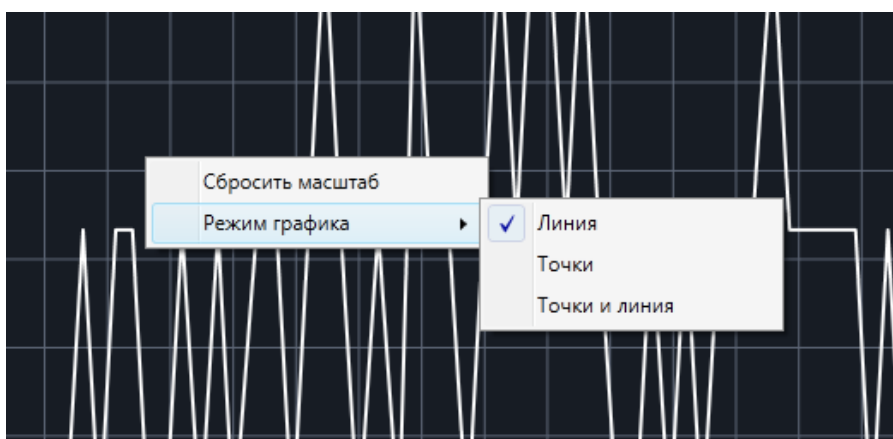 Сбросить масштаб
Режим графика
Линия
Точки
Точки и линия